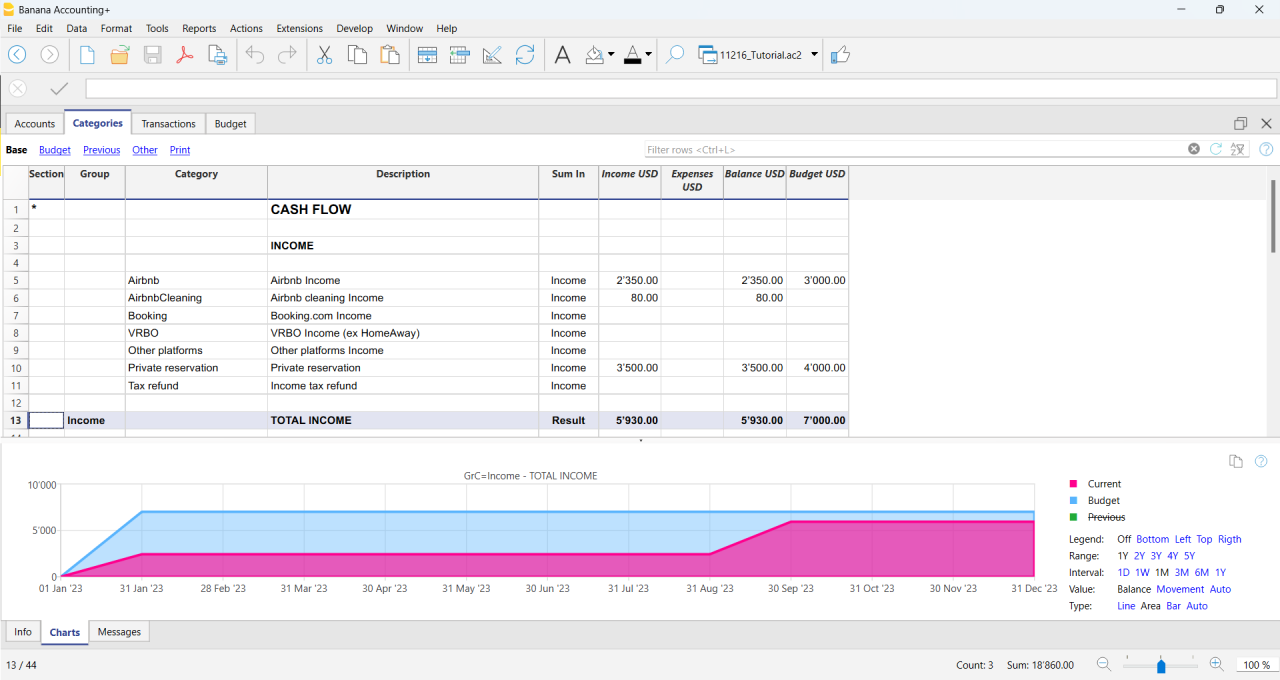 Banana Accounting+
File Edit Data Format Tools Reports Actions Extensions Develop Window Help
11216_Tutorial.ac2
Accounts Categories Transactions Budget
Base Budget Previous Other Print Filter rows <Ctrl+L>
Section Group Category Description Sum In Income USD Expenses USD Balance USD Budget USD
1 * CASH FLOW
2
3 INCOME
4
5 Airbnb Airbnb Income Income 2'350.00 2'350.00 3'000.00
6 AirbnbCleaning Airbnb cleaning Income Income 80.00 80.00
7 Booking Booking.com Income Income
8 VRBO VRBO Income (ex HomeAway) Income
9 Other platforms Other platforms Income Income
10 Private reservation Private reservation Income 3'500.00 3'500.00 4'000.00
11 Tax refund Income tax refund Income
12
13 Income TOTAL INCOME Result 5'930.00 5'930.00 7'000.00
GrC=Income - TOTAL INCOME
10'000
5'000
0
01 Jan '23 31 Jan '23 28 Feb '23 31 Mar '23 30 Apr '23 31 May '23 30 Jun '23 31 Jul '23 31 Aug '23 30 Sep '23 31 Oct '23 30 Nov '23 31 Dec '23
Current
Budget
Previous
Legend: Off Bottom Left Top Rigth
Range: 1Y 2Y 3Y 4Y 5Y
Interval: 1D 1W 1M 3M 6M 1Y
Value: Balance Movement Auto
Type: Line Area Bar Auto
Info Charts Messages
13 / 44 Count: 3 Sum: 18'860.00 100 %